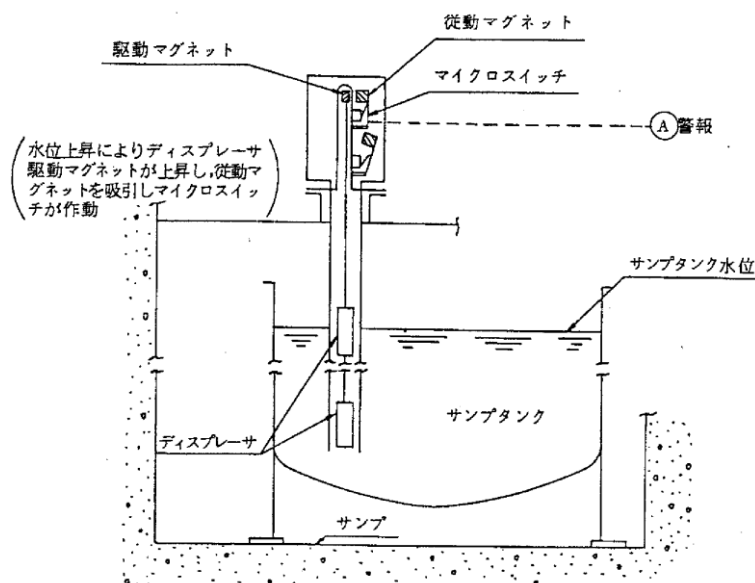 従動マグネット
駆動マグネット
マイクロスイッチ
A 警報
(水位上昇によりディスプレーサ
駆動マグネットが上昇し,従動マ
グネットを吸引しマイクロスイッ
チが作動)
サンプタンク水位
サンプタンク
ディスプレーサ
サンプ